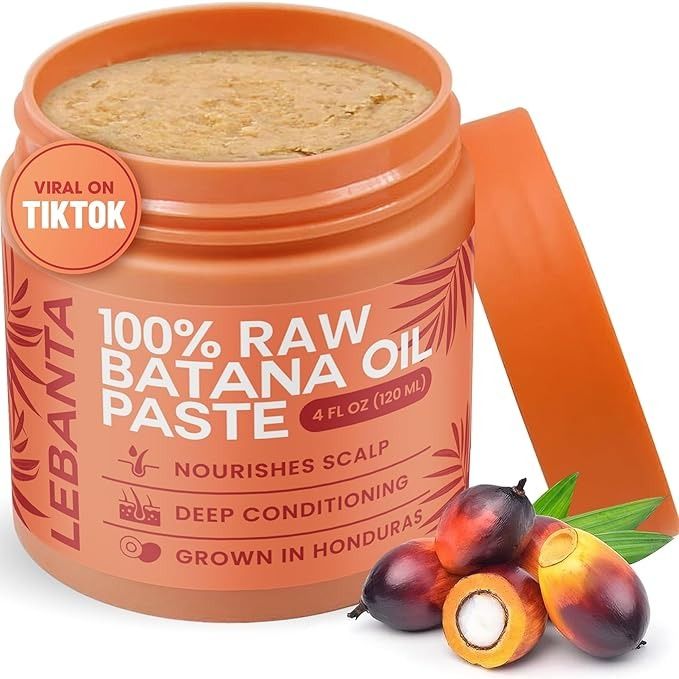 VIRAL ON
TIKTOK
LEBANTA
100% RAW
BATANA OIL
PASTE
4 FL OZ (120 ML)
NOURISHES SCALP
DEEP CONDITIONING
GROWN IN HONDURAS